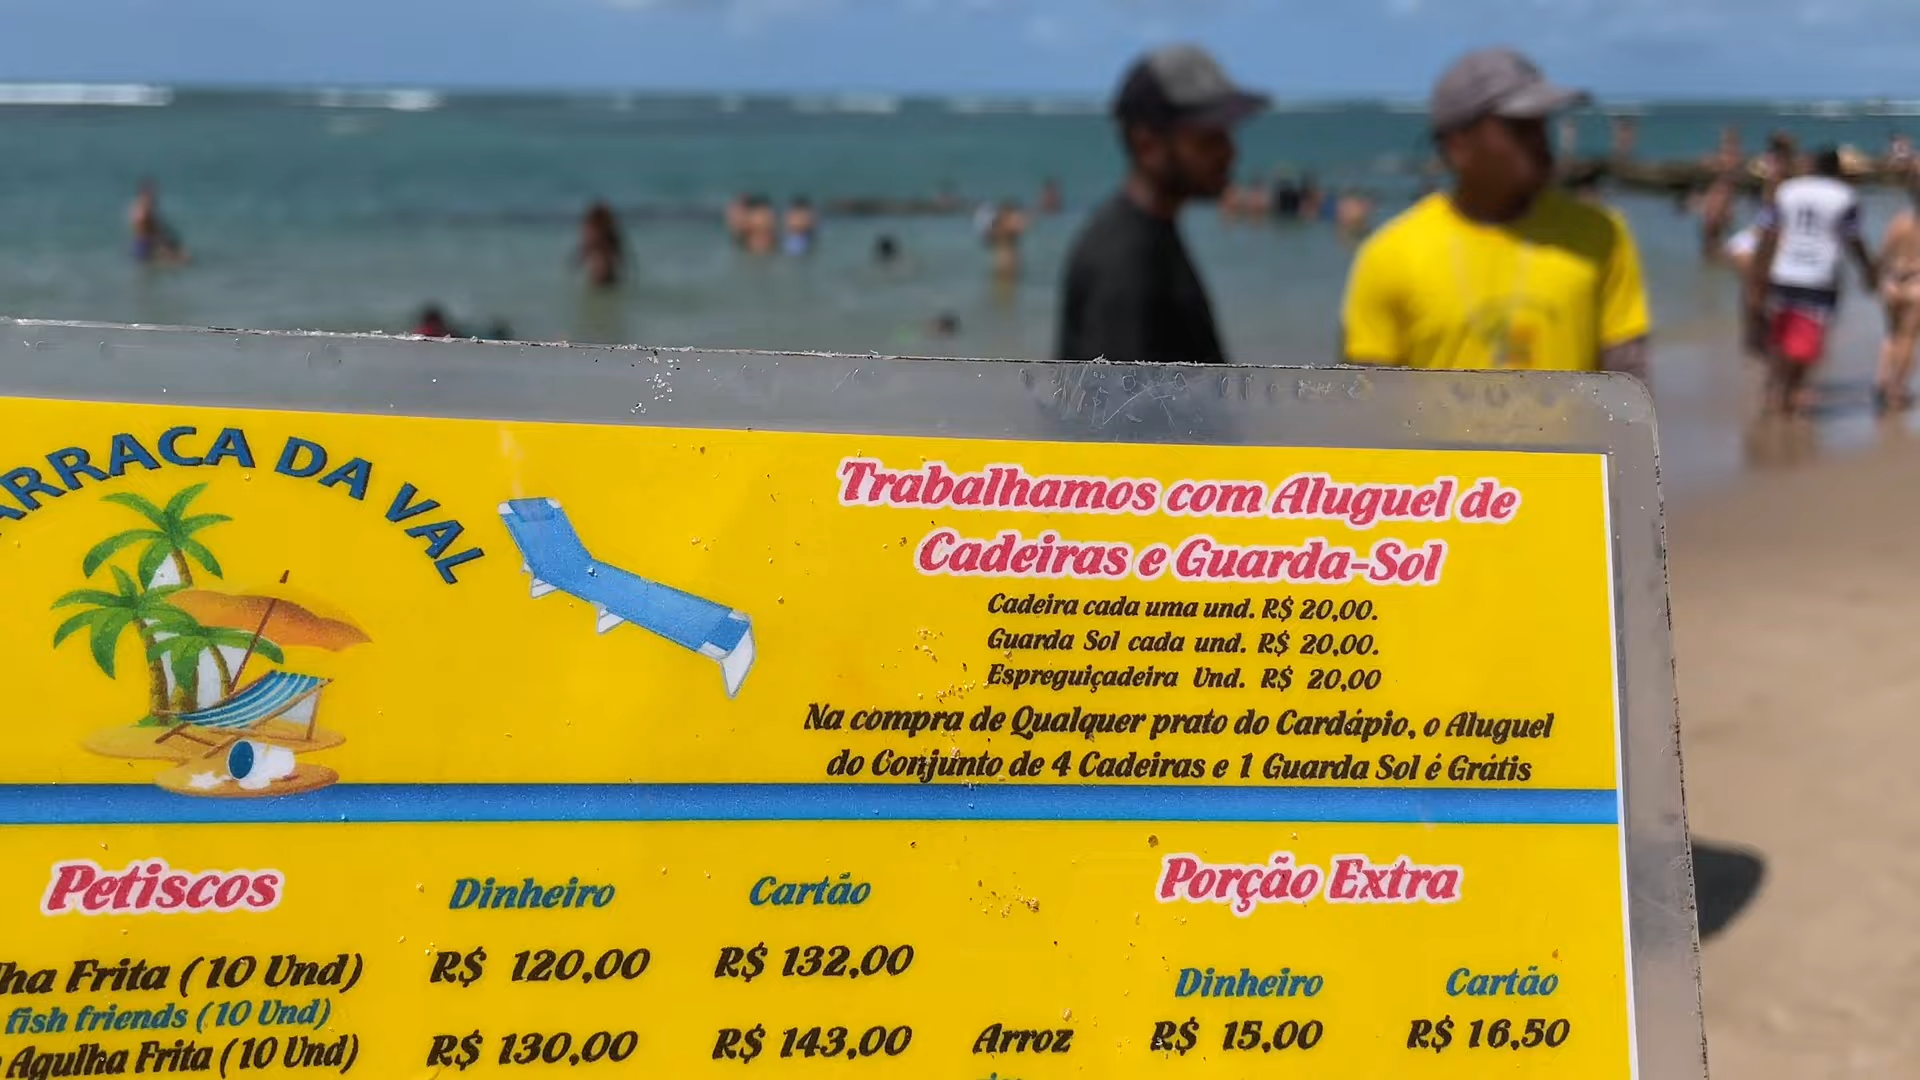 ARRACA DA VAL
Trabalhamos com Aluguel de
Cadeiras e Guarda-Sol
Cadeira cada uma und. R$ 20,00.
Guarda Sol cada und. R$ 20,00.
Espreguiçadeira Und. R$ 20,00
Na compra de Qualquer prato do Cardápio, o Aluguel
do Conjunto de 4 Cadeiras e 1 Guarda Sol é Grátis
Petiscos Dinheiro Cartão
Frita (10 Und) R$ 120,00 R$ 132,00
fish friends (10 Und)
Agulha Frita (10 Und) R$ 130,00 R$ 143,00
Porção Extra
Dinheiro Cartão
Arroz R$ 15,00 R$ 16,50